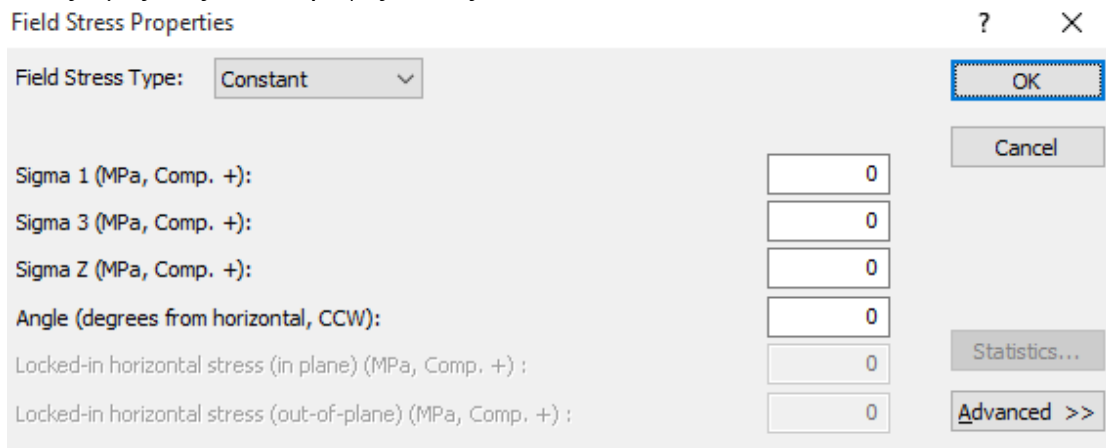 Field Stress Properties ? ✕
Field Stress Type: Constant OK
Cancel
Sigma 1 (MPa, Comp. +): 0
Sigma 3 (MPa, Comp. +): 0
Sigma Z (MPa, Comp. +): 0
Angle (degrees from horizontal, CCW): 0
Locked-in horizontal stress (in plane) (MPa, Comp. +) : 0 Statistics...
Locked-in horizontal stress (out-of-plane) (MPa, Comp. +) : 0 Advanced >>